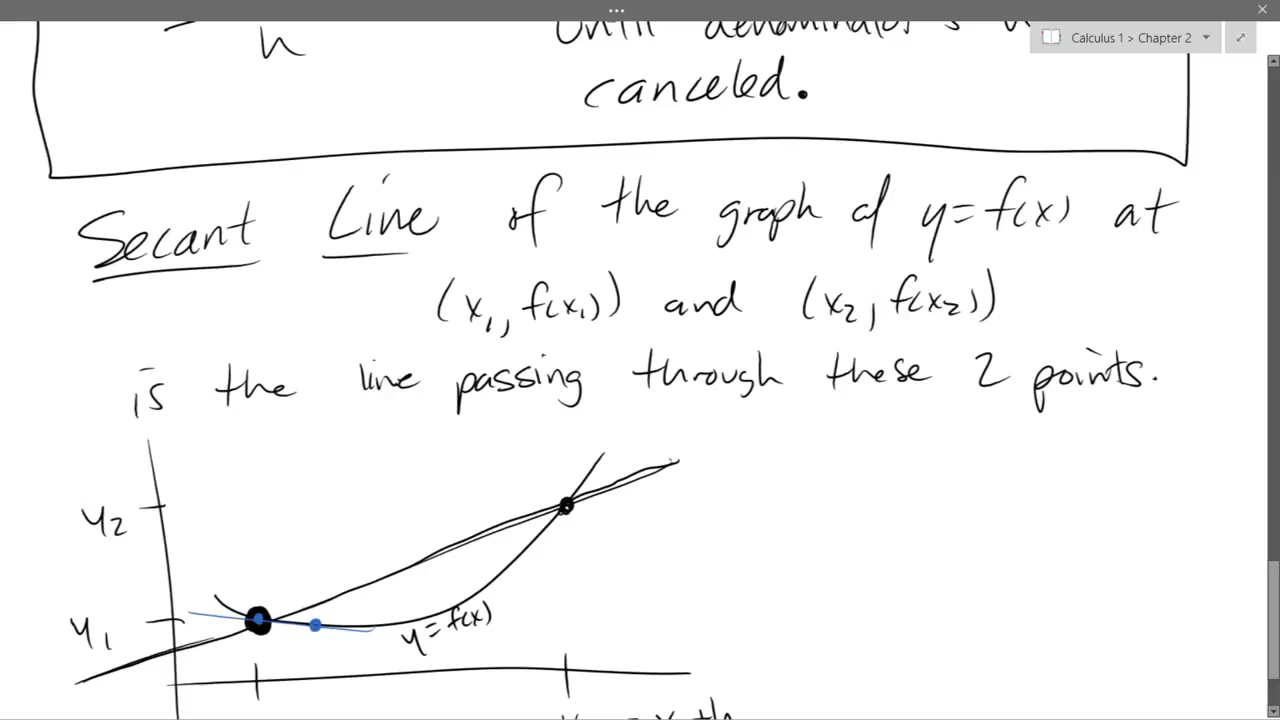 ...
Calculus 1 > Chapter 2
h
canceled.
Secant Line of the graph of y=f(x) at
(x₁, f(x₁)) and (x₂, f(x₂))
is the line passing through these 2 points.
y₂
y₁
y=f(x)